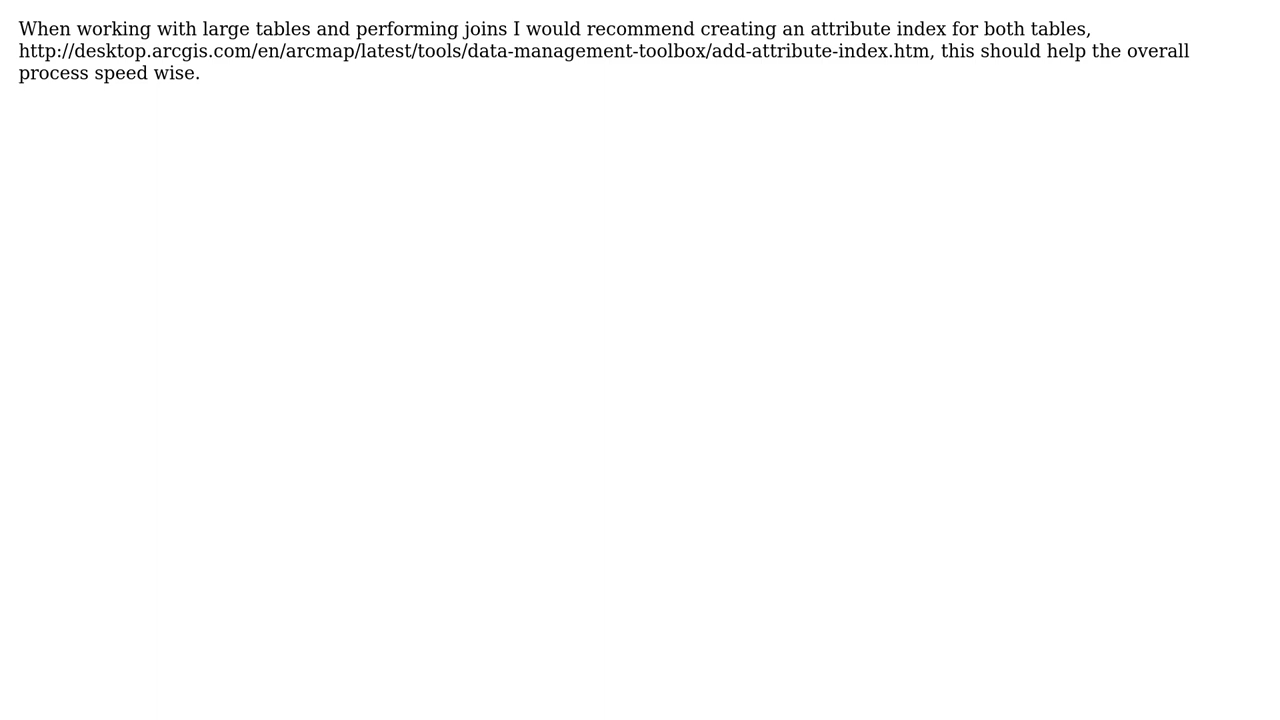 When working with large tables and performing joins I would recommend creating an attribute index for both tables,
http://desktop.arcgis.com/en/arcmap/latest/tools/data-management-toolbox/add-attribute-index.htm, this should help the overall
process speed wise.